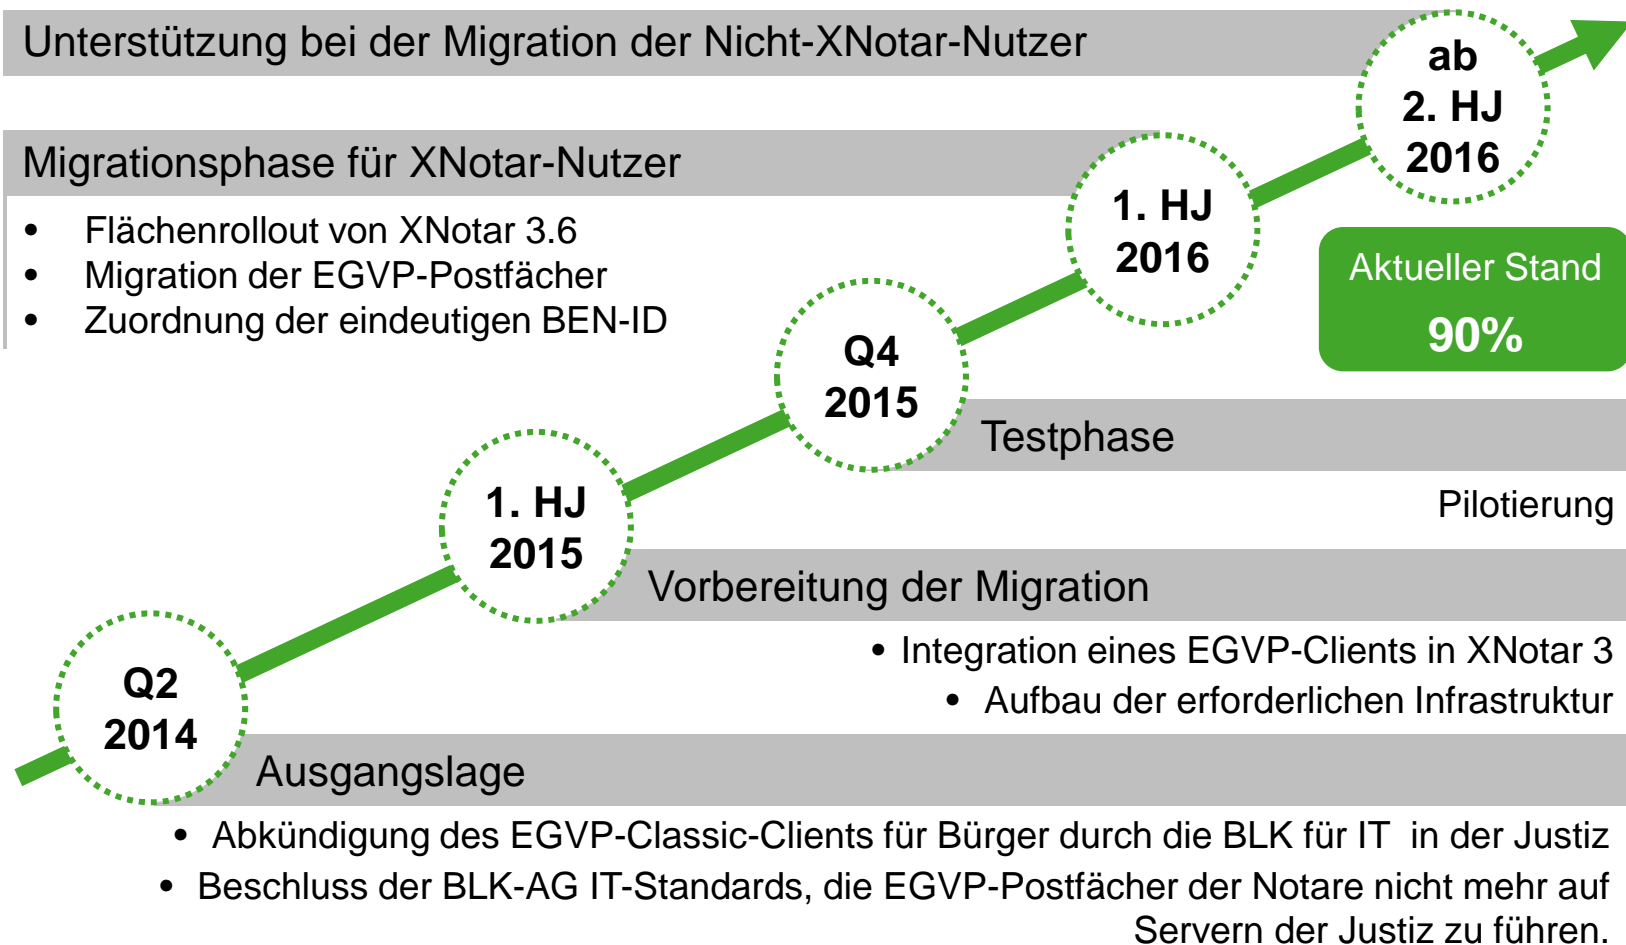 Unterstützung bei der Migration der Nicht-XNotar-Nutzer
ab
2. HJ
2016
Migrationsphase für XNotar-Nutzer
• Flächenrollout von XNotar 3.6
• Migration der EGVP-Postfächer
• Zuordnung der eindeutigen BEN-ID
1. HJ
2016
Aktueller Stand
90%
Q4
2015
Testphase
Pilotierung
1. HJ
2015
Vorbereitung der Migration
• Integration eines EGVP-Clients in XNotar 3
• Aufbau der erforderlichen Infrastruktur
Q2
2014
Ausgangslage
• Abkündigung des EGVP-Classic-Clients für Bürger durch die BLK für IT in der Justiz
• Beschluss der BLK-AG IT-Standards, die EGVP-Postfächer der Notare nicht mehr auf
Servern der Justiz zu führen.